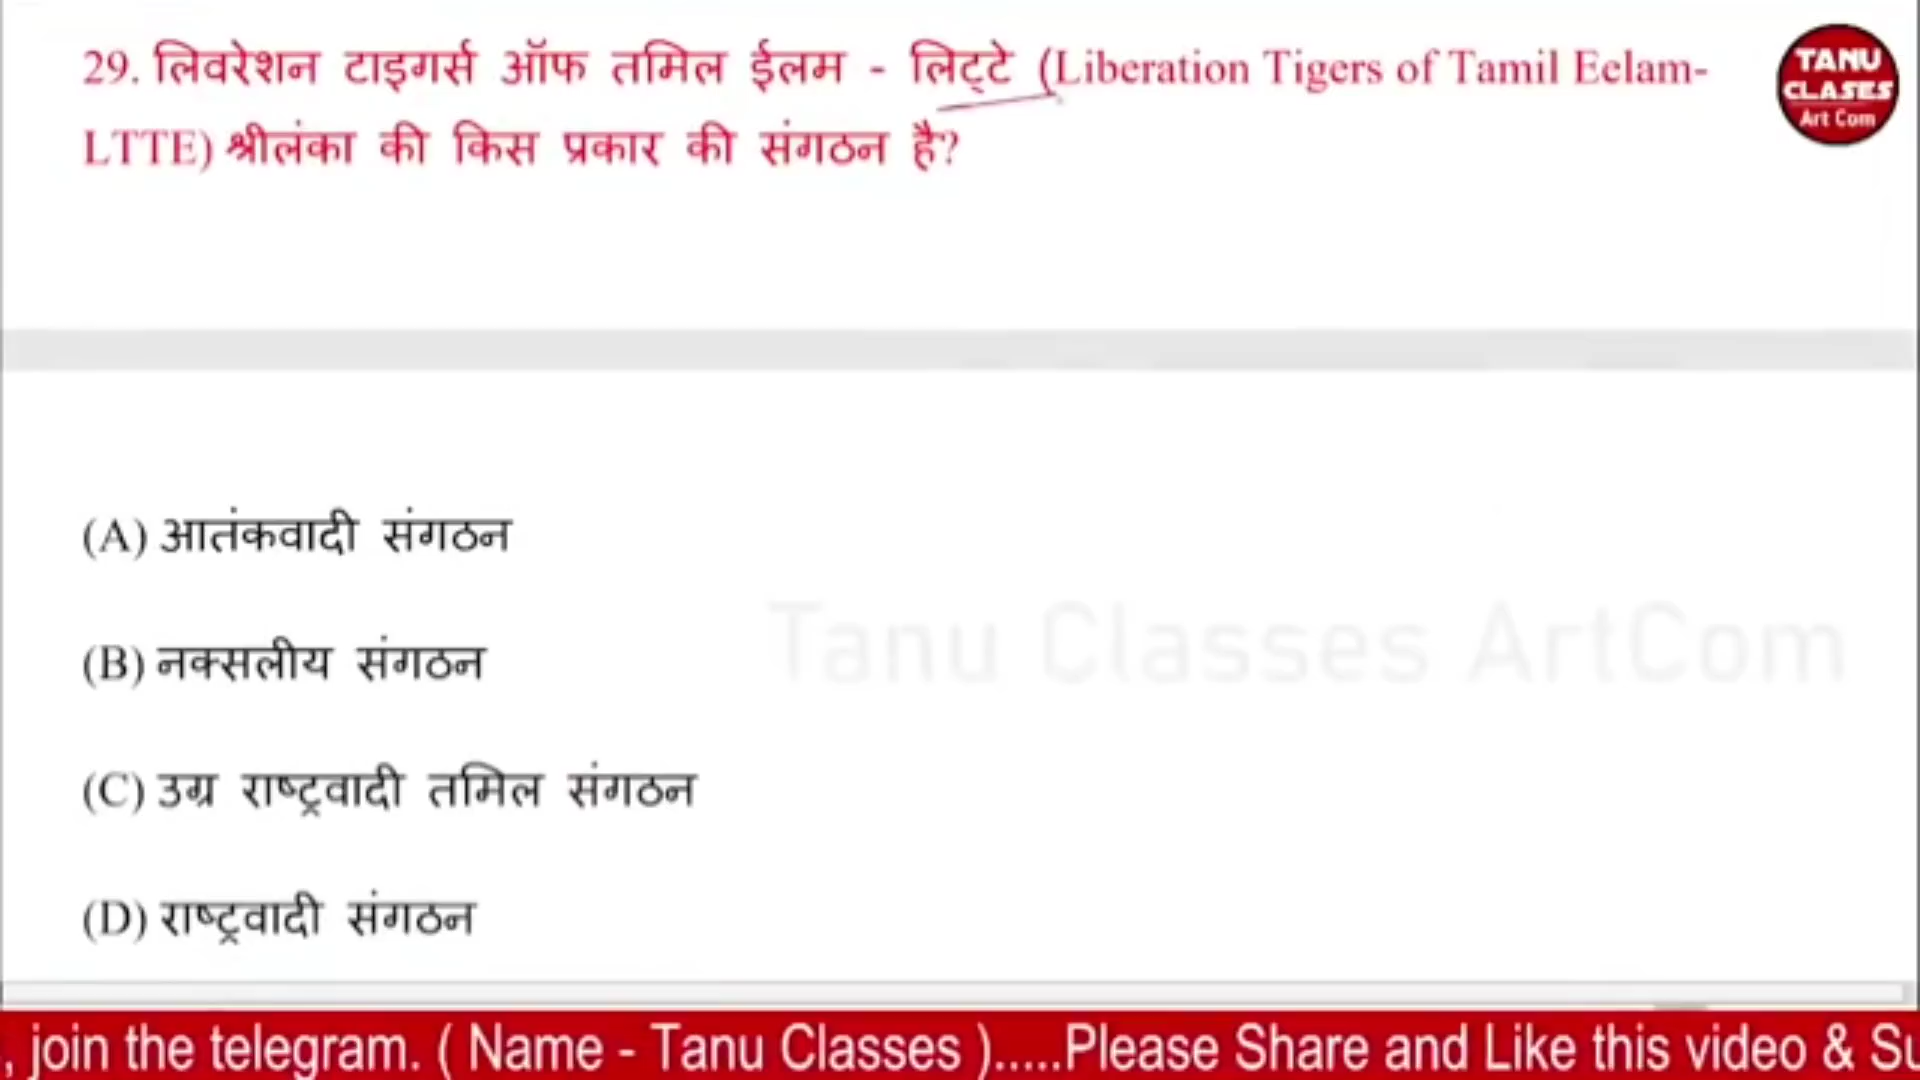 29. लिवरेशन टाइगर्स ऑफ तमिल ईलम - लिट्टे (Liberation Tigers of Tamil Eelam-
LTTE) श्रीलंका की किस प्रकार की संगठन है?
TANU
CLASES
Art Com
(A) आतंकवादी संगठन
(B) नक्सलीय संगठन
Tanu Classes ArtCom
(C) उग्र राष्ट्रवादी तमिल संगठन
(D) राष्ट्रवादी संगठन
, join the telegram. ( Name - Tanu Classes ).....Please Share and Like this video & Su